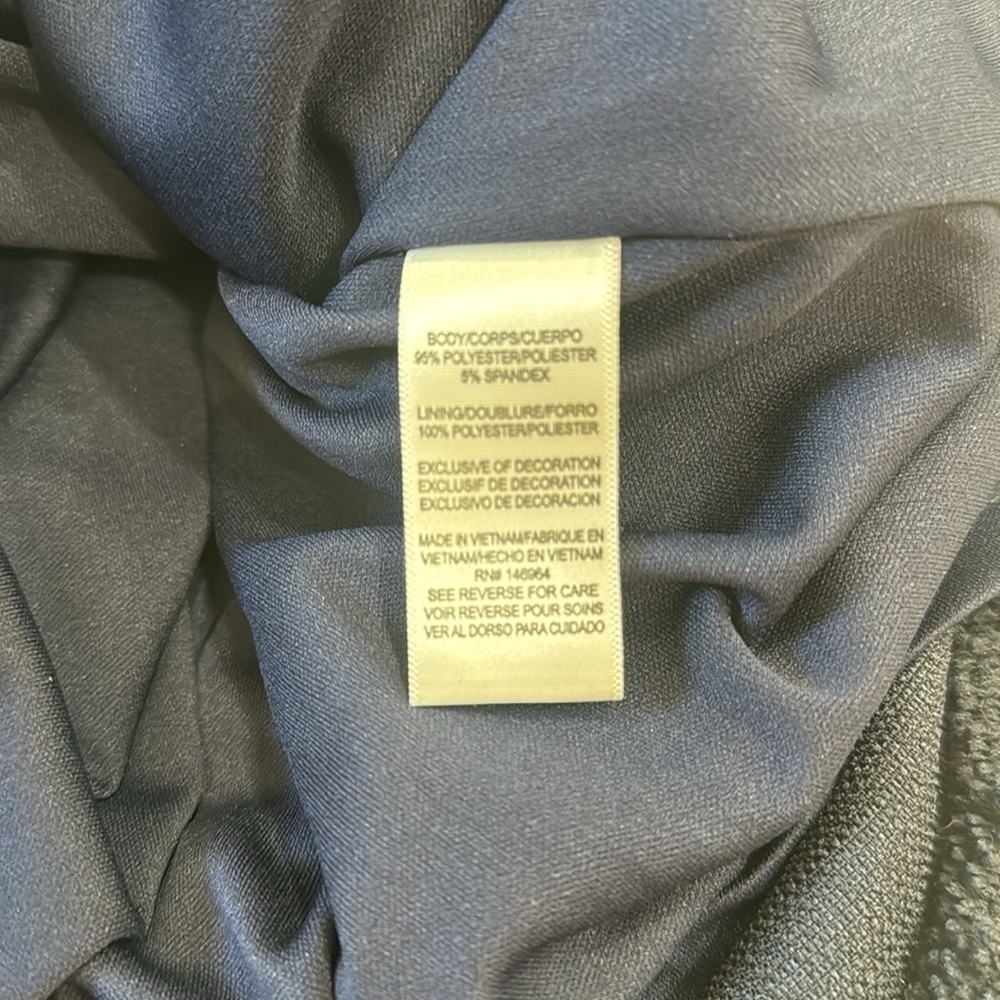 BODY/CORPS/CUERPO
95% POLYESTER/POLIESTER
5% SPANDEX
LINING/DOUBLURE/FORRO
100% POLYESTER/POLIESTER
EXCLUSIVE OF DECORATION
EXCLUSIF DE DECORATION
EXCLUSIVO DE DECORACION
MADE IN VIETNAM/FABRIQUE EN
VIETNAM/HECHO EN VIETNAM
RN# 146964
SEE REVERSE FOR CARE
VOIR REVERSE POUR SOINS
VER AL DORSO PARA CUIDADO